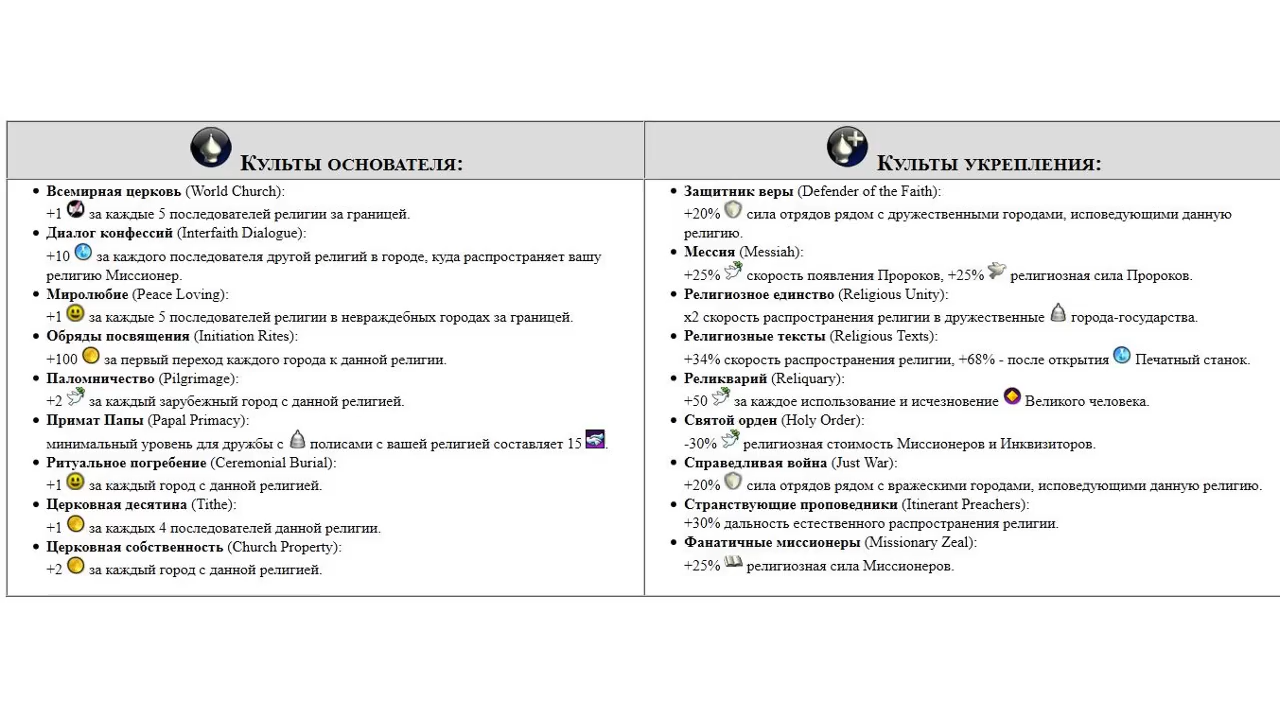 Культы основателя:
Всемирная церковь (World Church):
+1 за каждые 5 последователей религии за границей.
Диалог конфессий (Interfaith Dialogue):
+10 за каждого последователя другой религий в городе, куда распространяет вашу
религию Миссионер.
Миролюбие (Peace Loving):
+1 за каждые 5 последователей религии в невраждебных городах за границей.
Обряды посвящения (Initiation Rites):
+100 за первый переход каждого города к данной религии.
Паломничество (Pilgrimage):
+2 за каждый зарубежный город с данной религией.
Примат Папы (Papal Primacy):
минимальный уровень для дружбы с полисами с вашей религией составляет 15 .
Ритуальное погребение (Ceremonial Burial):
+1 за каждый город с данной религией.
Церковная десятина (Tithe):
+1 за каждых 4 последователей данной религии.
Церковная собственность (Church Property):
+2 за каждый город с данной религией.
Культы укрепления:
Защитник веры (Defender of the Faith):
+20% сила отрядов рядом с дружественными городами, исповедующими данную
религию.
Мессия (Messiah):
+25% скорость появления Пророков, +25% религиозная сила Пророков.
Религиозное единство (Religious Unity):
x2 скорость распространения религии в дружественные города-государства.
Религиозные тексты (Religious Texts):
+34% скорость распространения религии, +68% - после открытия Печатный станок.
Реликварий (Reliquary):
+50 за каждое использование и исчезновение Великого человека.
Святой орден (Holy Order):
-30% религиозная стоимость Миссионеров и Инквизиторов.
Справедливая война (Just War):
+20% сила отрядов рядом с вражескими городами, исповедующими данную религию.
Странствующие проповедники (Itinerant Preachers):
+30% дальность естественного распространения религии.
Фанатичные миссионеры (Missionary Zeal):
+25% религиозная сила Миссионеров.